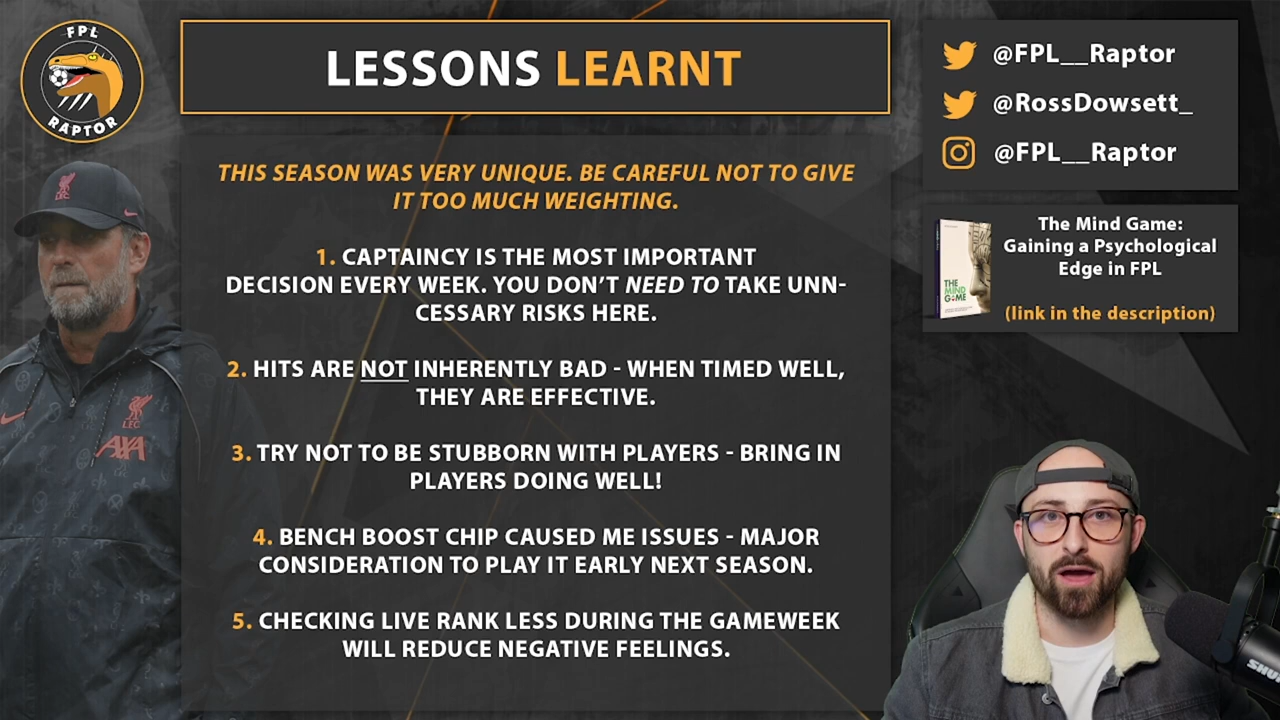 FPL
RAPTOR
LESSONS LEARNT
THIS SEASON WAS VERY UNIQUE. BE CAREFUL NOT TO GIVE
IT TOO MUCH WEIGHTING.
1. CAPTAINCY IS THE MOST IMPORTANT
DECISION EVERY WEEK. YOU DON'T NEED TO TAKE UNN-
CESSARY RISKS HERE.
2. HITS ARE NOT INHERENTLY BAD - WHEN TIMED WELL,
THEY ARE EFFECTIVE.
3. TRY NOT TO BE STUBBORN WITH PLAYERS - BRING IN
PLAYERS DOING WELL!
4. BENCH BOOST CHIP CAUSED ME ISSUES - MAJOR
CONSIDERATION TO PLAY IT EARLY NEXT SEASON.
5. CHECKING LIVE RANK LESS DURING THE GAMEWEEK
WILL REDUCE NEGATIVE FEELINGS.
@FPL__Raptor
@RossDowsett_
@FPL__Raptor
The Mind Game:
Gaining a Psychological
Edge in FPL
(link in the description)
THE
MIND
GAME
LFC
LFC
AXA
SHU